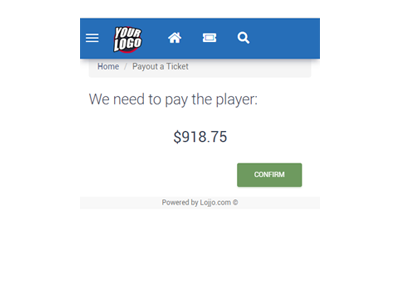 YOUR
LOGO
Home / Payout a Ticket
We need to pay the player:
$918.75
CONFIRM
Powered by Lojjo.com ©